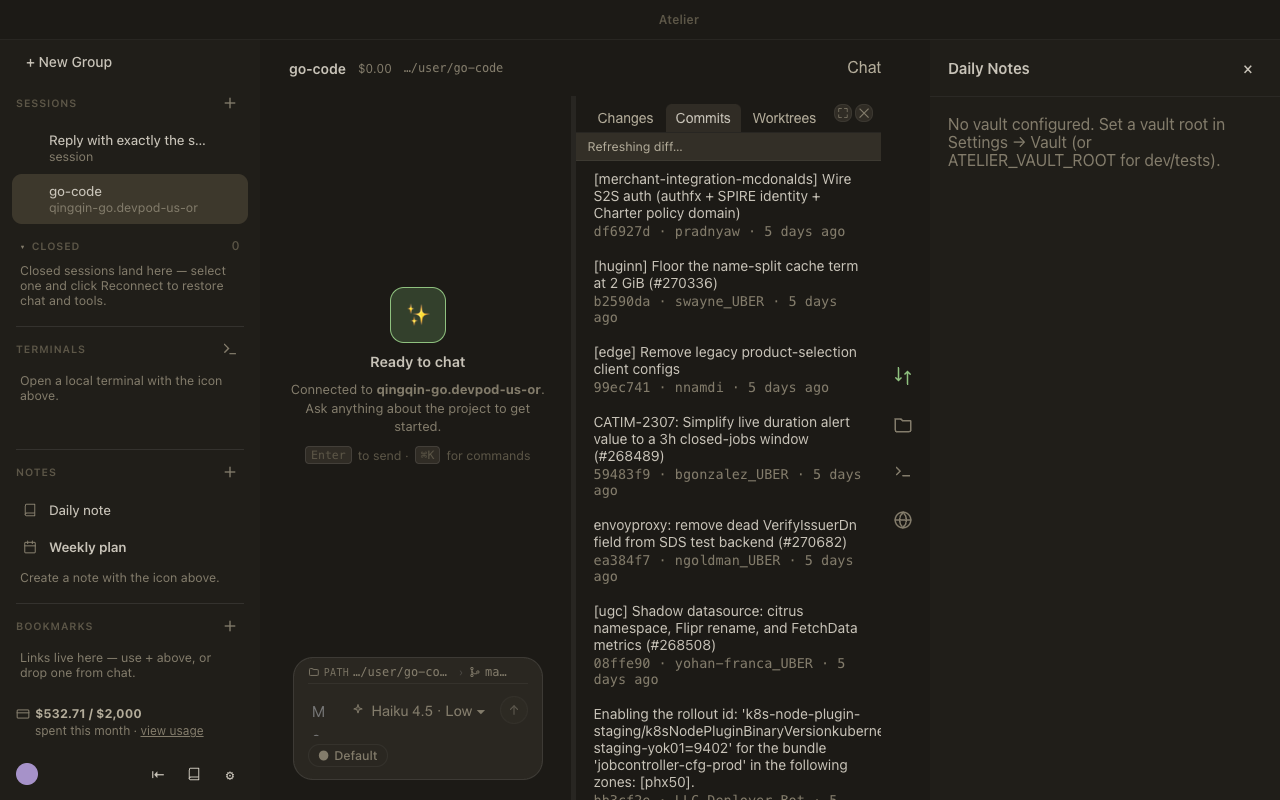 Atelier
+ New Group
SESSIONS
Reply with exactly the s...
session
go-code
qingqin-go.devpod-us-or
CLOSED
0
Closed sessions land here — select
one and click Reconnect to restore
chat and tools.
TERMINALS
Open a local terminal with the icon
above.
NOTES
Daily note
Weekly plan
Create a note with the icon above.
BOOKMARKS
Links live here — use + above, or
drop one from chat.
$532.71 / $2,000
spent this month · view usage
go-code $0.00 …/user/go-code
Chat
Ready to chat
Connected to qingqin-go.devpod-us-or.
Ask anything about the project to get
started.
Enter to send · ⌘K for commands
PATH …/user/go-co… › ma…
M
Haiku 4.5 · Low
Default
Changes Commits Worktrees
Refreshing diff…
[merchant-integration-mcdonalds] Wire
S2S auth (authfx + SPIRE identity +
Charter policy domain)
df6927d · pradnyaw · 5 days ago
[huginn] Floor the name-split cache term
at 2 GiB (#270336)
b2590da · swayne_UBER · 5 days
ago
[edge] Remove legacy product-selection
client configs
99ec741 · nnamdi · 5 days ago
CATIM-2307: Simplify live duration alert
value to a 3h closed-jobs window
(#268489)
59483f9 · bgonzalez_UBER · 5 days
ago
envoyproxy: remove dead VerifyIssuerDn
field from SDS test backend (#270682)
ea384f7 · ngoldman_UBER · 5 days
ago
[ugc] Shadow datasource: citrus
namespace, Flipr rename, and FetchData
metrics (#268508)
08ffe90 · yohan-franca_UBER · 5
days ago
Enabling the rollout id: 'k8s-node-plugin-
staging/k8sNodePluginBinaryVersionkuberne
staging-yok01=9402' for the bundle
'jobcontroller-cfg-prod' in the following
zones: [phx50].
Daily Notes
No vault configured. Set a vault root in
Settings → Vault (or
ATELIER_VAULT_ROOT for dev/tests).